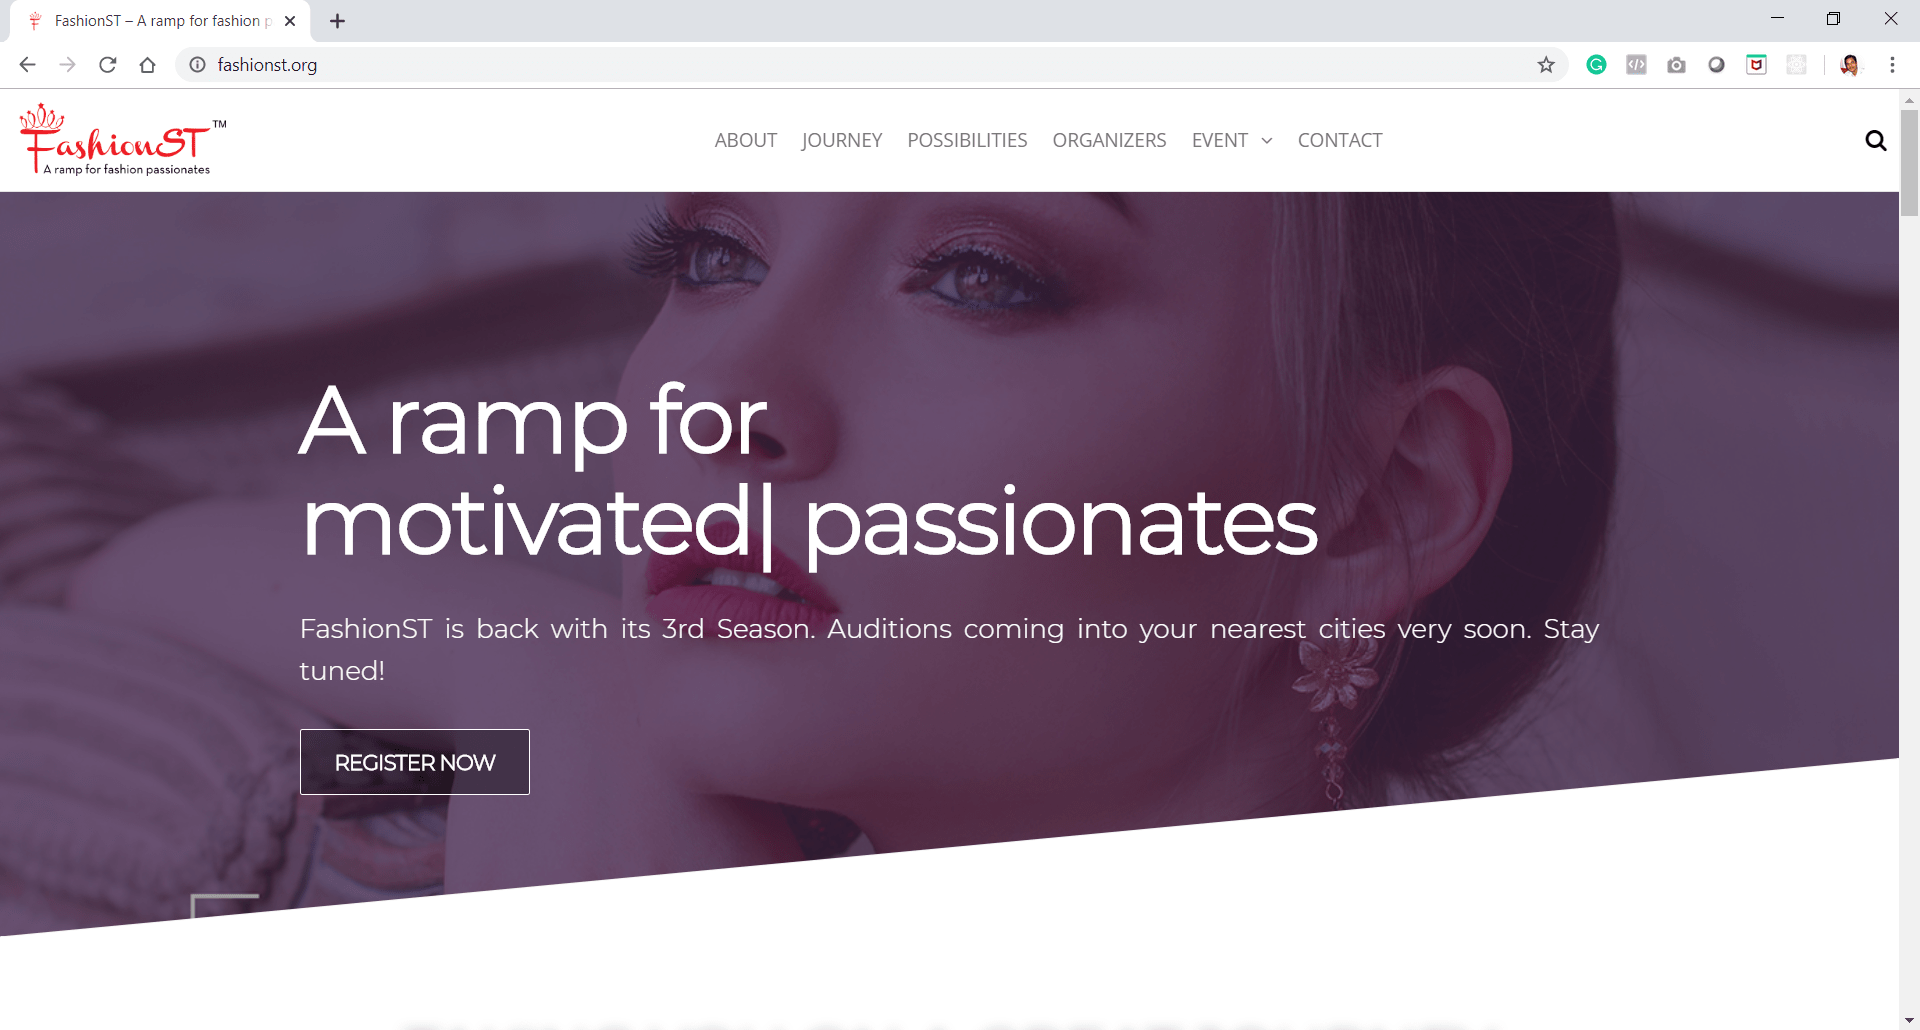 FashionST – A ramp for fashion p
fashionst.org
FashionST™
A ramp for fashion passionates
ABOUT JOURNEY POSSIBILITIES ORGANIZERS EVENT CONTACT
A ramp for
motivated| passionates
FashionST is back with its 3rd Season. Auditions coming into your nearest cities very soon. Stay
tuned!
REGISTER NOW